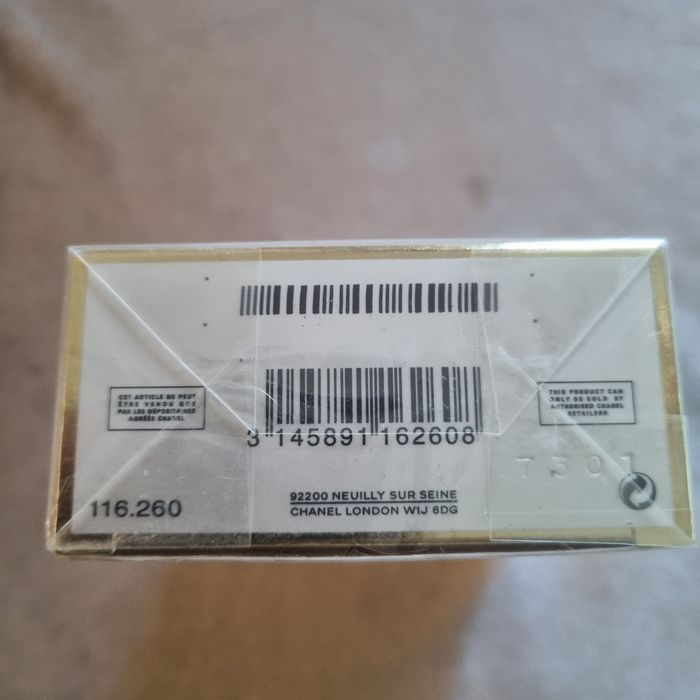 CET ARTICLE NE PEUT
ÊTRE VENDU QUE
PAR LES DÉPOSITAIRES
AGRÉÉS CHANEL
THIS PRODUCT CAN
ONLY BE SOLD BY
AUTHORISED CHANEL
RETAILERS
3 145891 162608
7301
116.260
92200 NEUILLY SUR SEINE
CHANEL LONDON W1J 6DG